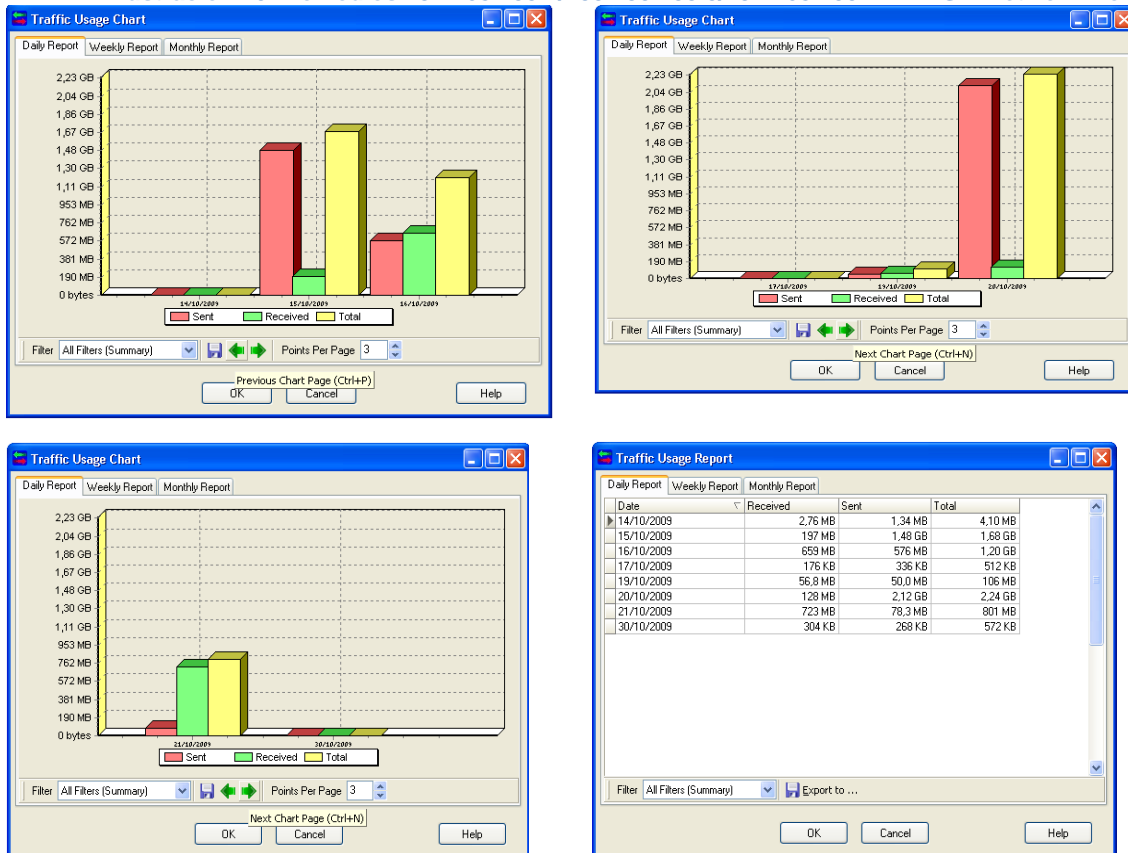 Traffic Usage Chart
Daily Report Weekly Report Monthly Report
2,23 GB
2,04 GB
1,86 GB
1,67 GB
1,48 GB
1,30 GB
1,11 GB
953 MB
762 MB
572 MB
381 MB
190 MB
0 bytes
14/10/2009 15/10/2009 16/10/2009
Sent Received Total
Filter All Filters (Summary) Points Per Page 3
Previous Chart Page (Ctrl+P)
OK Cancel Help
Traffic Usage Chart
Daily Report Weekly Report Monthly Report
2,23 GB
2,04 GB
1,86 GB
1,67 GB
1,48 GB
1,30 GB
1,11 GB
953 MB
762 MB
572 MB
381 MB
190 MB
0 bytes
17/10/2009 19/10/2009 20/10/2009
Sent Received Total
Filter All Filters (Summary) Points Per Page 3
Next Chart Page (Ctrl+N)
OK Cancel Help
Traffic Usage Chart
Daily Report Weekly Report Monthly Report
2,23 GB
2,04 GB
1,86 GB
1,67 GB
1,48 GB
1,30 GB
1,11 GB
953 MB
762 MB
572 MB
381 MB
190 MB
0 bytes
21/10/2009 30/10/2009
Sent Received Total
Filter All Filters (Summary) Points Per Page 3
Next Chart Page (Ctrl+N)
OK Cancel Help
Traffic Usage Report
Daily Report Weekly Report Monthly Report
Date Received Sent Total
14/10/2009 2,76 MB 1,34 MB 4,10 MB
15/10/2009 197 MB 1,48 GB 1,68 GB
16/10/2009 659 MB 576 MB 1,20 GB
17/10/2009 176 KB 336 KB 512 KB
19/10/2009 56,8 MB 50,0 MB 106 MB
20/10/2009 128 MB 2,12 GB 2,24 GB
21/10/2009 723 MB 78,3 MB 801 MB
30/10/2009 304 KB 268 KB 572 KB
Filter All Filters (Summary) Export to ...
OK Cancel Help